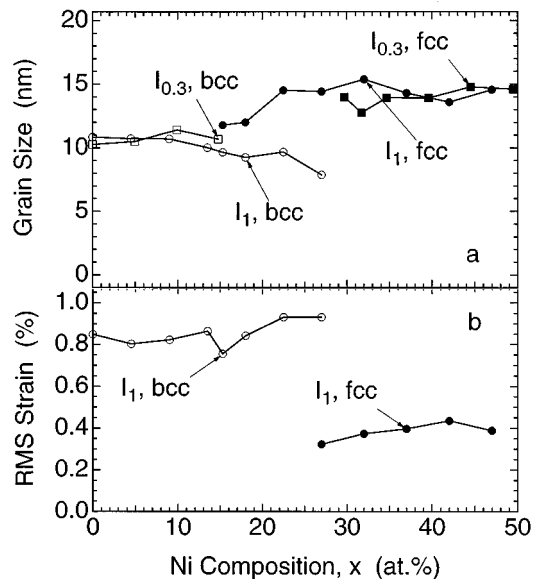 20
15
10
5
0
Grain Size (nm)
I0.3, bcc
I0.3, fcc
I1, fcc
I1, bcc
a
1.0
0.8
0.6
0.4
0.2
0.0
RMS Strain (%)
b
I1, bcc
I1, fcc
0 10 20 30 40 50
Ni Composition, x (at.%)